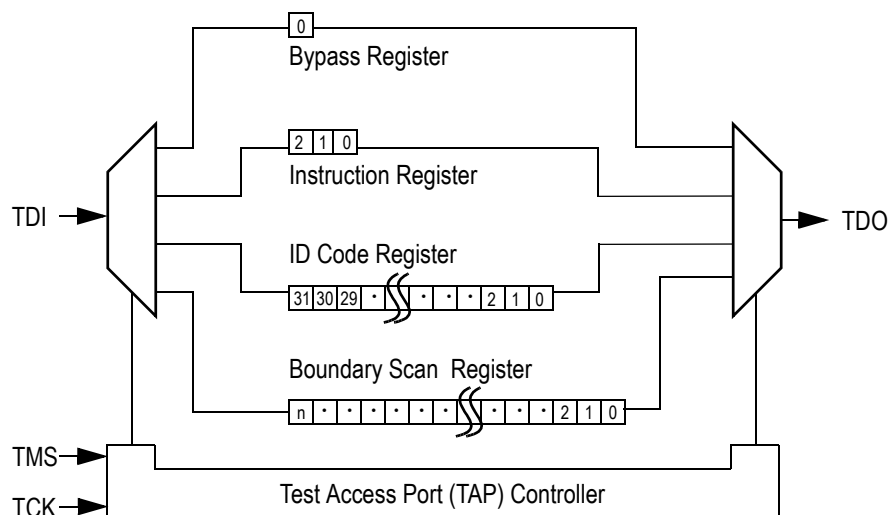 0
Bypass Register
2 1 0
Instruction Register
TDI
TDO
ID Code Register
31 30 29 · · · · 2 1 0
Boundary Scan Register
n · · · · · · · · · 2 1 0
TMS
Test Access Port (TAP) Controller
TCK